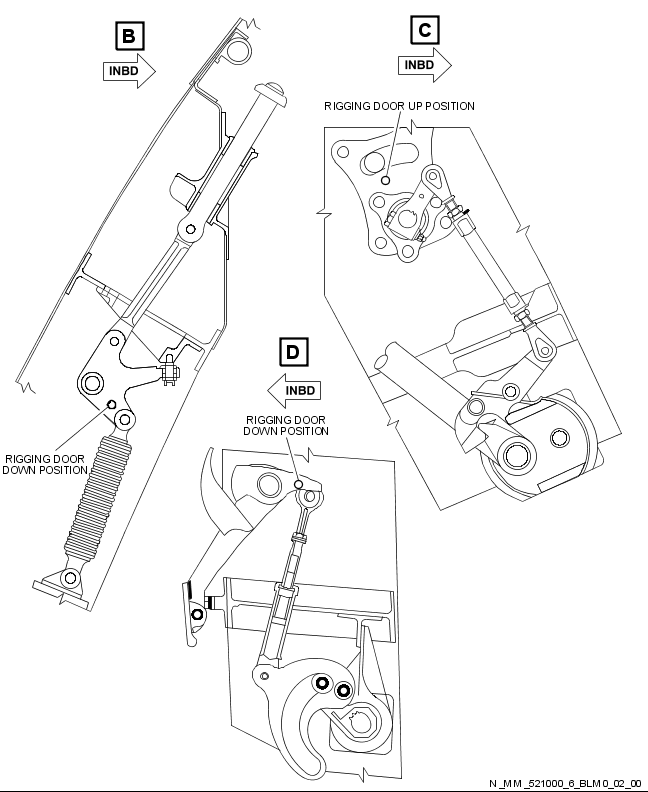 B
INBD
C
INBD
RIGGING DOOR UP POSITION
RIGGING DOOR
DOWN POSITION
D
INBD
RIGGING DOOR
DOWN POSITION
N_MM_521000_6_BLM0_02_00